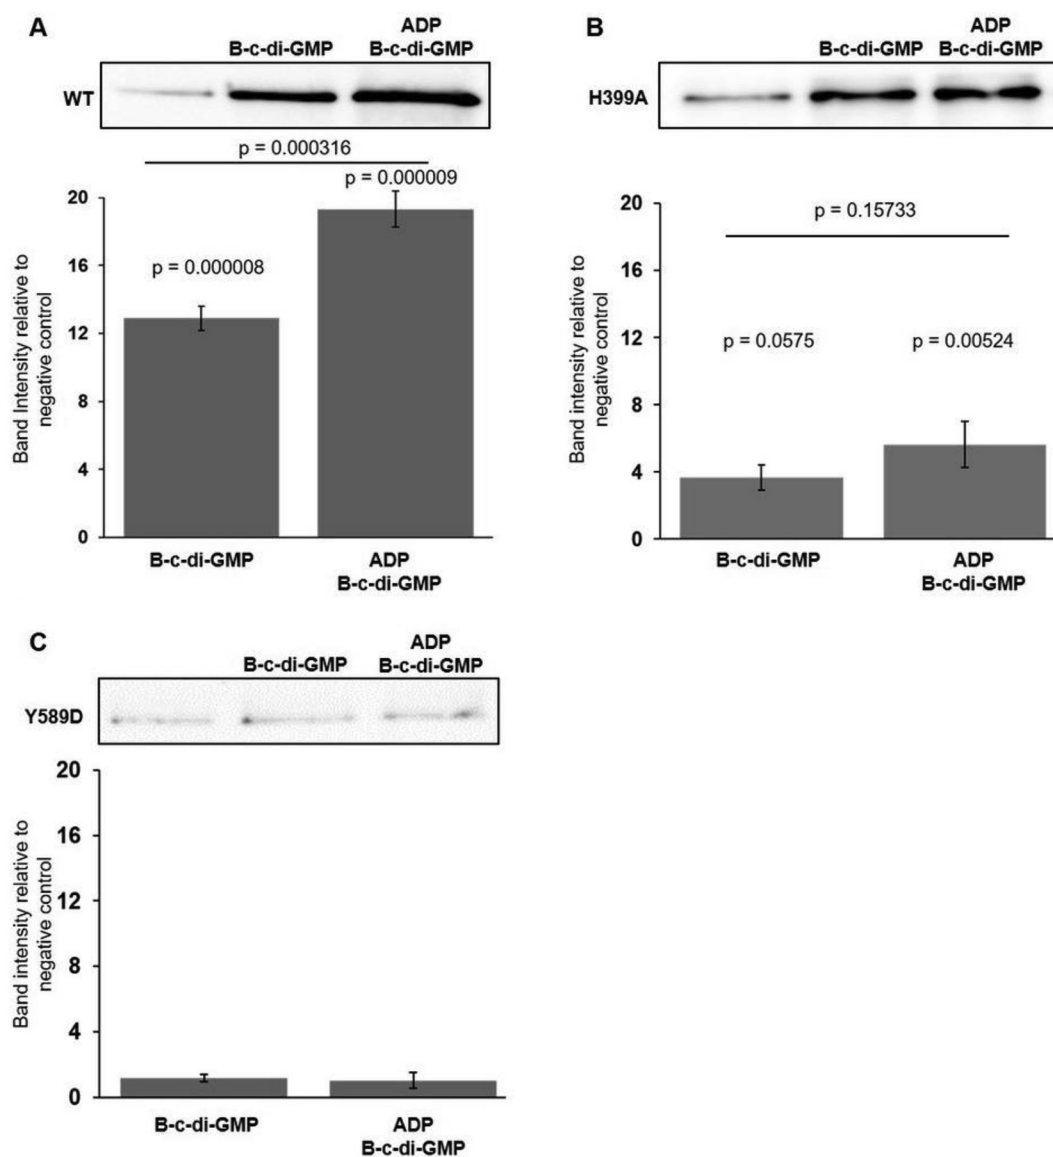 A
B-c-di-GMP
ADP
B-c-di-GMP
WT
p = 0.000316
p = 0.000009
p = 0.000008
Band Intensity relative to
negative control
20
16
12
8
4
0
B-c-di-GMP
ADP
B-c-di-GMP
B
B-c-di-GMP
ADP
B-c-di-GMP
H399A
p = 0.15733
p = 0.0575
p = 0.00524
Band intensity relative to
negative control
20
16
12
8
4
0
B-c-di-GMP
ADP
B-c-di-GMP
C
B-c-di-GMP
ADP
B-c-di-GMP
Y589D
Band intensity relative to
negative control
20
16
12
8
4
0
B-c-di-GMP
ADP
B-c-di-GMP